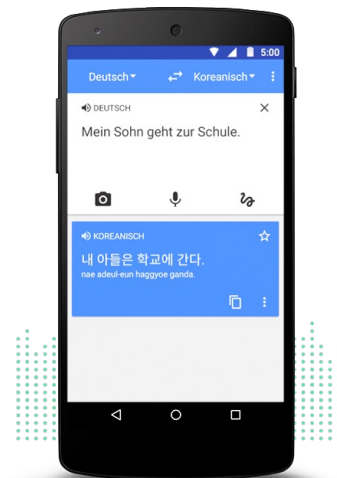 5:00
Deutsch Koreanisch
DEUTSCH
Mein Sohn geht zur Schule.
KOREANISCH
내 아들은 학교에 간다.
nae adeul-eun haggyoe ganda.